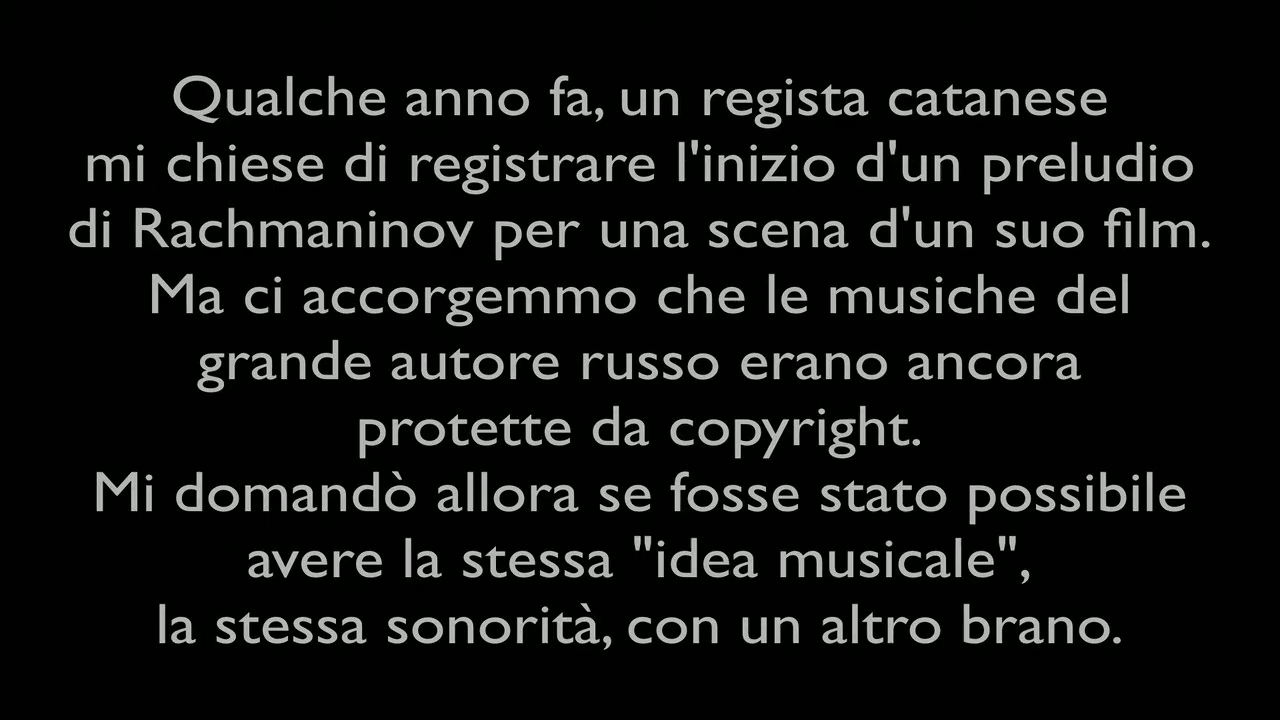 Qualche anno fa, un regista catanese
mi chiese di registrare l'inizio d'un preludio
di Rachmaninov per una scena d'un suo film.
Ma ci accorgemmo che le musiche del
grande autore russo erano ancora
protette da copyright.
Mi domandò allora se fosse stato possibile
avere la stessa "idea musicale",
la stessa sonorità, con un altro brano.